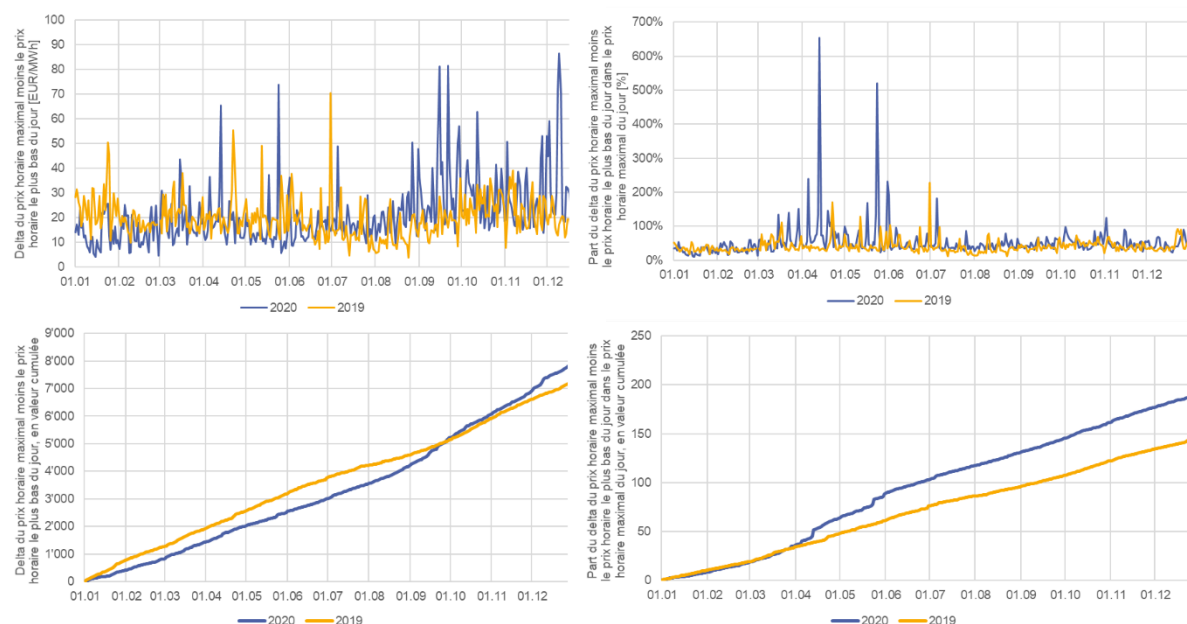 Delta du prix horaire maximal moins le prix
horaire le plus bas du jour [EUR/MWh]
100
90
80
70
60
50
40
30
20
10
0
01.01 01.02 01.03 01.04 01.05 01.06 01.07 01.08 01.09 01.10 01.11 01.12
2020 2019
Part du delta du prix horaire maximal moins
le prix horaire le plus bas du jour dans le prix
horaire maximal du jour [%]
700%
600%
500%
400%
300%
200%
100%
0%
01.01 01.02 01.03 01.04 01.05 01.06 01.07 01.08 01.09 01.10 01.11 01.12
2020 2019
Delta du prix horaire maximal moins le prix
horaire le plus bas du jour, en valeur cumulée
9'000
8'000
7'000
6'000
5'000
4'000
3'000
2'000
1'000
0
01.01 01.02 01.03 01.04 01.05 01.06 01.07 01.08 01.09 01.10 01.11 01.12
2020 2019
Part du delta du prix horaire maximal moins
le prix horaire le plus bas du jour dans le prix
horaire maximal du jour, en valeur cumulée
250
200
150
100
50
0
01.01 01.02 01.03 01.04 01.05 01.06 01.07 01.08 01.09 01.10 01.11 01.12
2020 2019